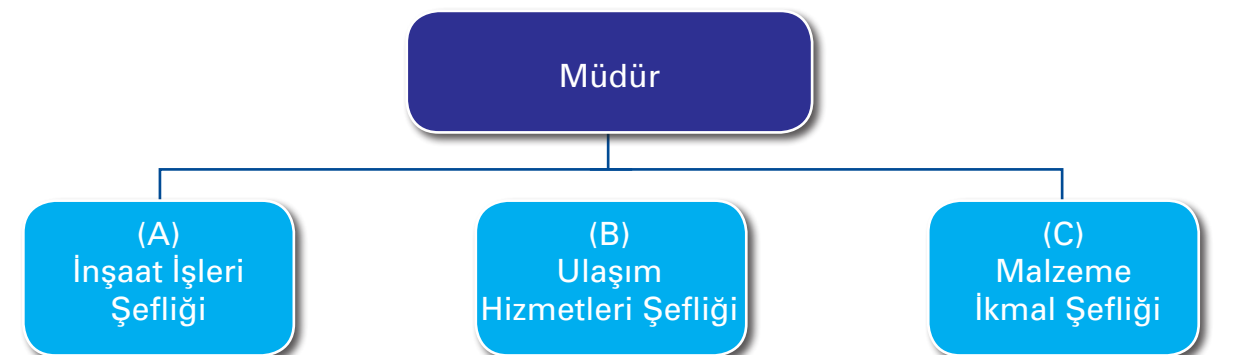 Müdür
(A)
İnşaat İşleri
Şefliği
(B)
Ulaşım
Hizmetleri Şefliği
(C)
Malzeme
İkmal Şefliği